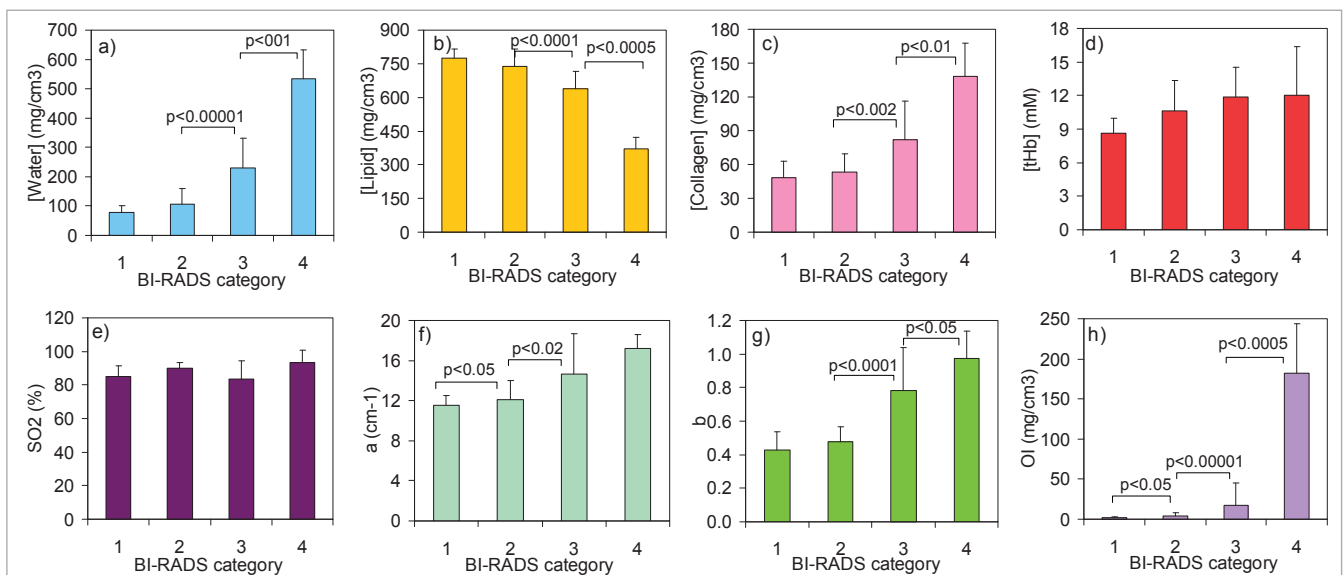 a)
p<001
p<0.00001
[Water] (mg/cm3)
700
600
500
400
300
200
100
0
1 2 3 4
BI-RADS category
b)
p<0.0001
p<0.0005
[Lipid] (mg/cm3)
900
750
600
450
300
150
0
1 2 3 4
BI-RADS category
c)
p<0.01
p<0.002
[Collagen] (mg/cm3)
180
150
120
90
60
30
0
1 2 3 4
BI-RADS category
d)
[tHb] (mM)
18
15
12
9
6
3
0
1 2 3 4
BI-RADS category
e)
SO2 (%)
120
100
80
60
40
20
0
1 2 3 4
BI-RADS category
f)
p<0.05
p<0.02
a (cm-1)
20
16
12
8
4
0
1 2 3 4
BI-RADS category
g)
p<0.05
p<0.0001
b
1.2
1.0
0.8
0.6
0.4
0.2
0.0
1 2 3 4
BI-RADS category
h)
p<0.0005
p<0.00001
p<0.05
OI (mg/cm3)
250
200
150
100
50
0
1 2 3 4
BI-RADS category